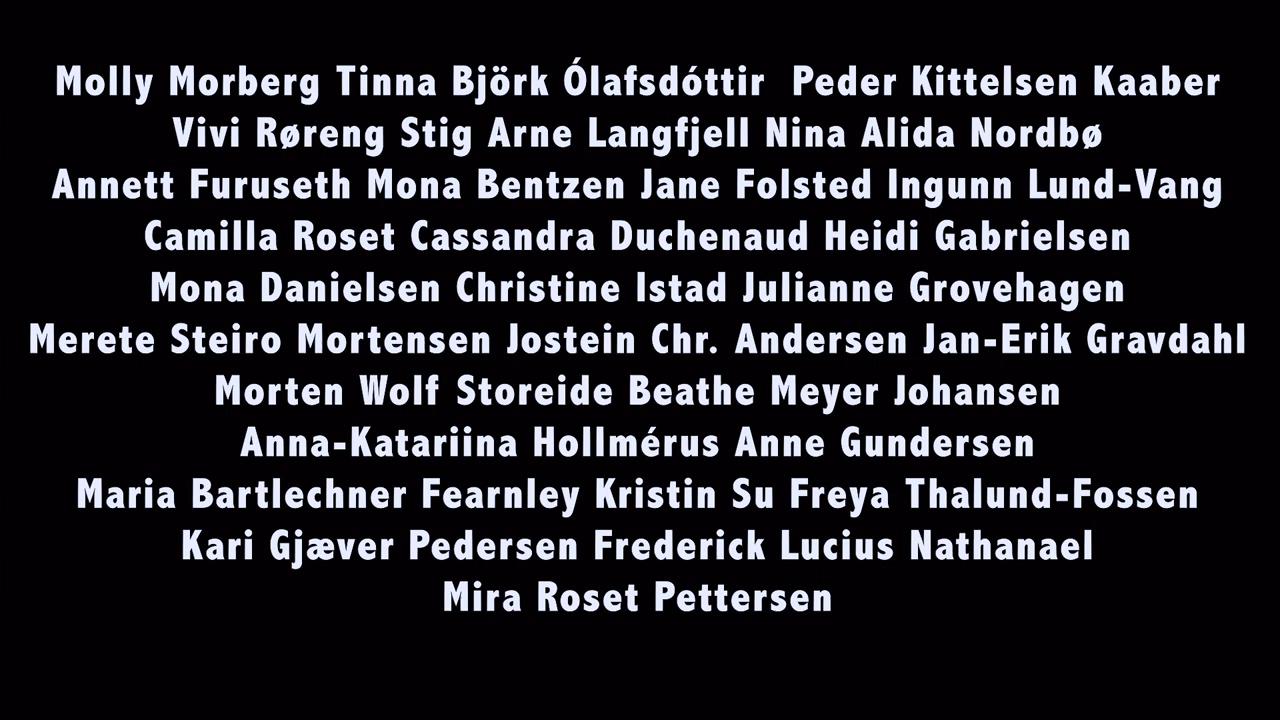 Molly Morberg Tinna Björk Ólafsdóttir  Peder Kittelsen Kaaber
Vivi Røreng Stig Arne Langfjell Nina Alida Nordbø
Annett Furuseth Mona Bentzen Jane Folsted Ingunn Lund-Vang
Camilla Roset Cassandra Duchenaud Heidi Gabrielsen
Mona Danielsen Christine Istad Julianne Grovehagen
Merete Steiro Mortensen Jostein Chr. Andersen Jan-Erik Gravdahl
Morten Wolf Storeide Beathe Meyer Johansen
Anna-Katariina Hollmérus Anne Gundersen
Maria Bartlechner Fearnley Kristin Su Freya Thalund-Fossen
Kari Gjæver Pedersen Frederick Lucius Nathanael
Mira Roset Pettersen